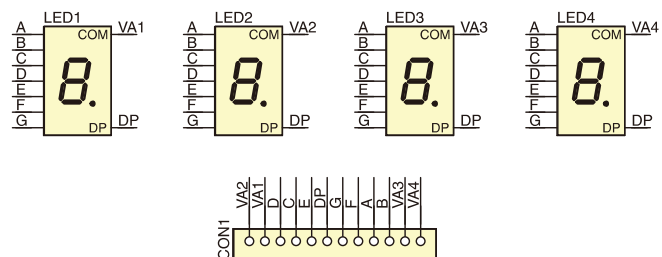 LED1 LED2 LED3 LED4
A COM VA1 A COM VA2 A COM VA3 A COM VA4
B B B B
C C C C
D D D D
E E E E
F F F F
G DP DP G DP DP G DP DP G DP DP
8. 8. 8. 8.
VA2 VA1 D C E DP G F A B VA3 VA4
CON1